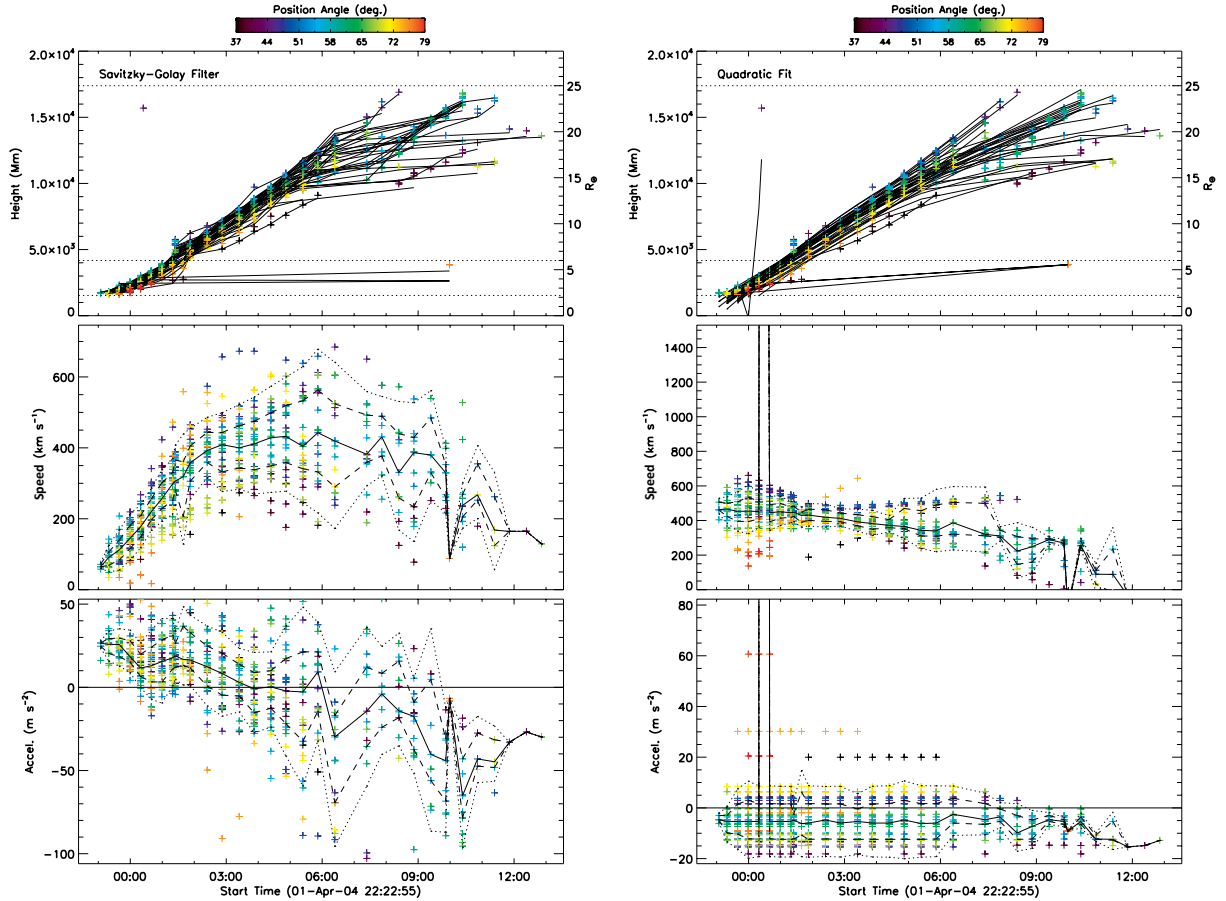 Position Angle (deg.)
37 44 51 58 65 72 79
Savitzky-Golay Filter
Height (Mm)
2.0×10⁴
1.5×10⁴
1.0×10⁴
5.0×10³
0
25
20
15
10
5
0
R⊙
Speed (km s⁻¹)
600
400
200
0
Accel. (m s⁻²)
50
0
-50
-100
00:00 03:00 06:00 09:00 12:00
Start Time (01-Apr-04 22:22:55)
Position Angle (deg.)
37 44 51 58 65 72 79
Quadratic Fit
Height (Mm)
2.0×10⁴
1.5×10⁴
1.0×10⁴
5.0×10³
0
25
20
15
10
5
0
R⊙
Speed (km s⁻¹)
1400
1200
1000
800
600
400
200
0
Accel. (m s⁻²)
80
60
40
20
0
-20
00:00 03:00 06:00 09:00 12:00
Start Time (01-Apr-04 22:22:55)